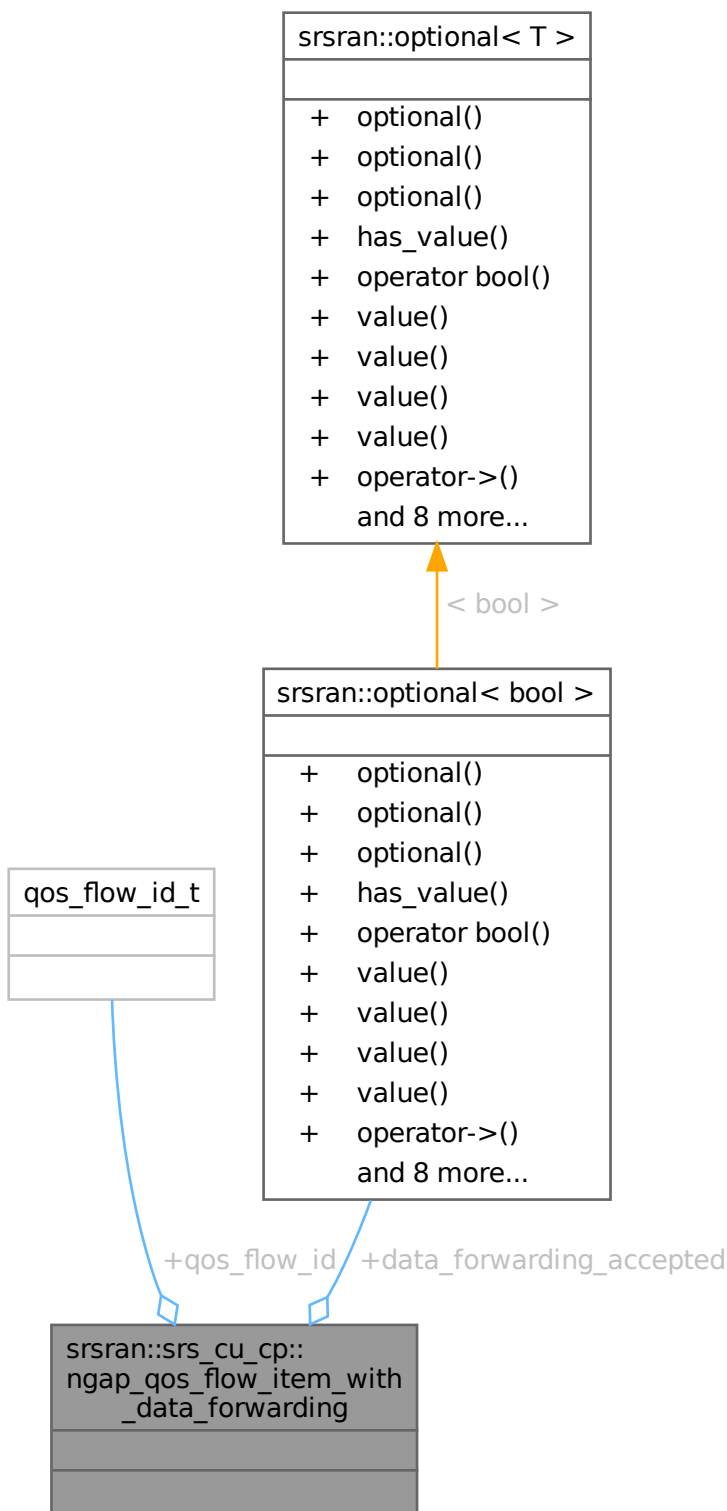 srsran::optional< T >
+ optional()
+ optional()
+ optional()
+ has_value()
+ operator bool()
+ value()
+ value()
+ value()
+ value()
+ operator->()
and 8 more...
< bool >
srsran::optional< bool >
+ optional()
+ optional()
+ optional()
+ has_value()
+ operator bool()
+ value()
+ value()
+ value()
+ value()
+ operator->()
and 8 more...
qos_flow_id_t
+qos_flow_id
+data_forwarding_accepted
srsran::srs_cu_cp::
ngap_qos_flow_item_with
_data_forwarding